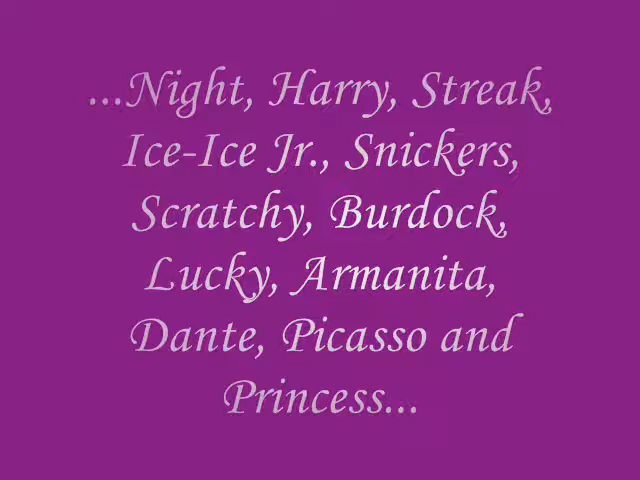 ...Night, Harry, Streak,
Ice-Ice Jr., Snickers,
Scratchy, Burdock,
Lucky, Armanita,
Dante, Picasso and
Princess...